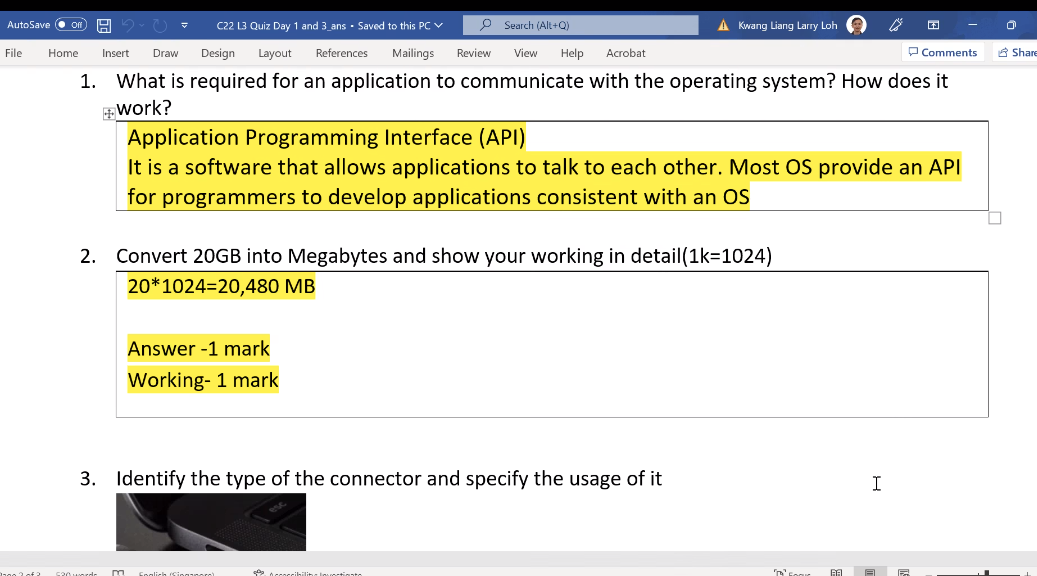 AutoSave Off C22 L3 Quiz Day 1 and 3_ans • Saved to this PC Search (Alt+Q) Kwang Liang Larry Loh
File Home Insert Draw Design Layout References Mailings Review View Help Acrobat Comments Share
1. What is required for an application to communicate with the operating system? How does it
work?
Application Programming Interface (API)
It is a software that allows applications to talk to each other. Most OS provide an API
for programmers to develop applications consistent with an OS
2. Convert 20GB into Megabytes and show your working in detail(1k=1024)
20*1024=20,480 MB
Answer -1 mark
Working- 1 mark
3. Identify the type of the connector and specify the usage of it
esc
Page 2 of 3 530 words English (Singapore) Accessibility: Investigate Focus